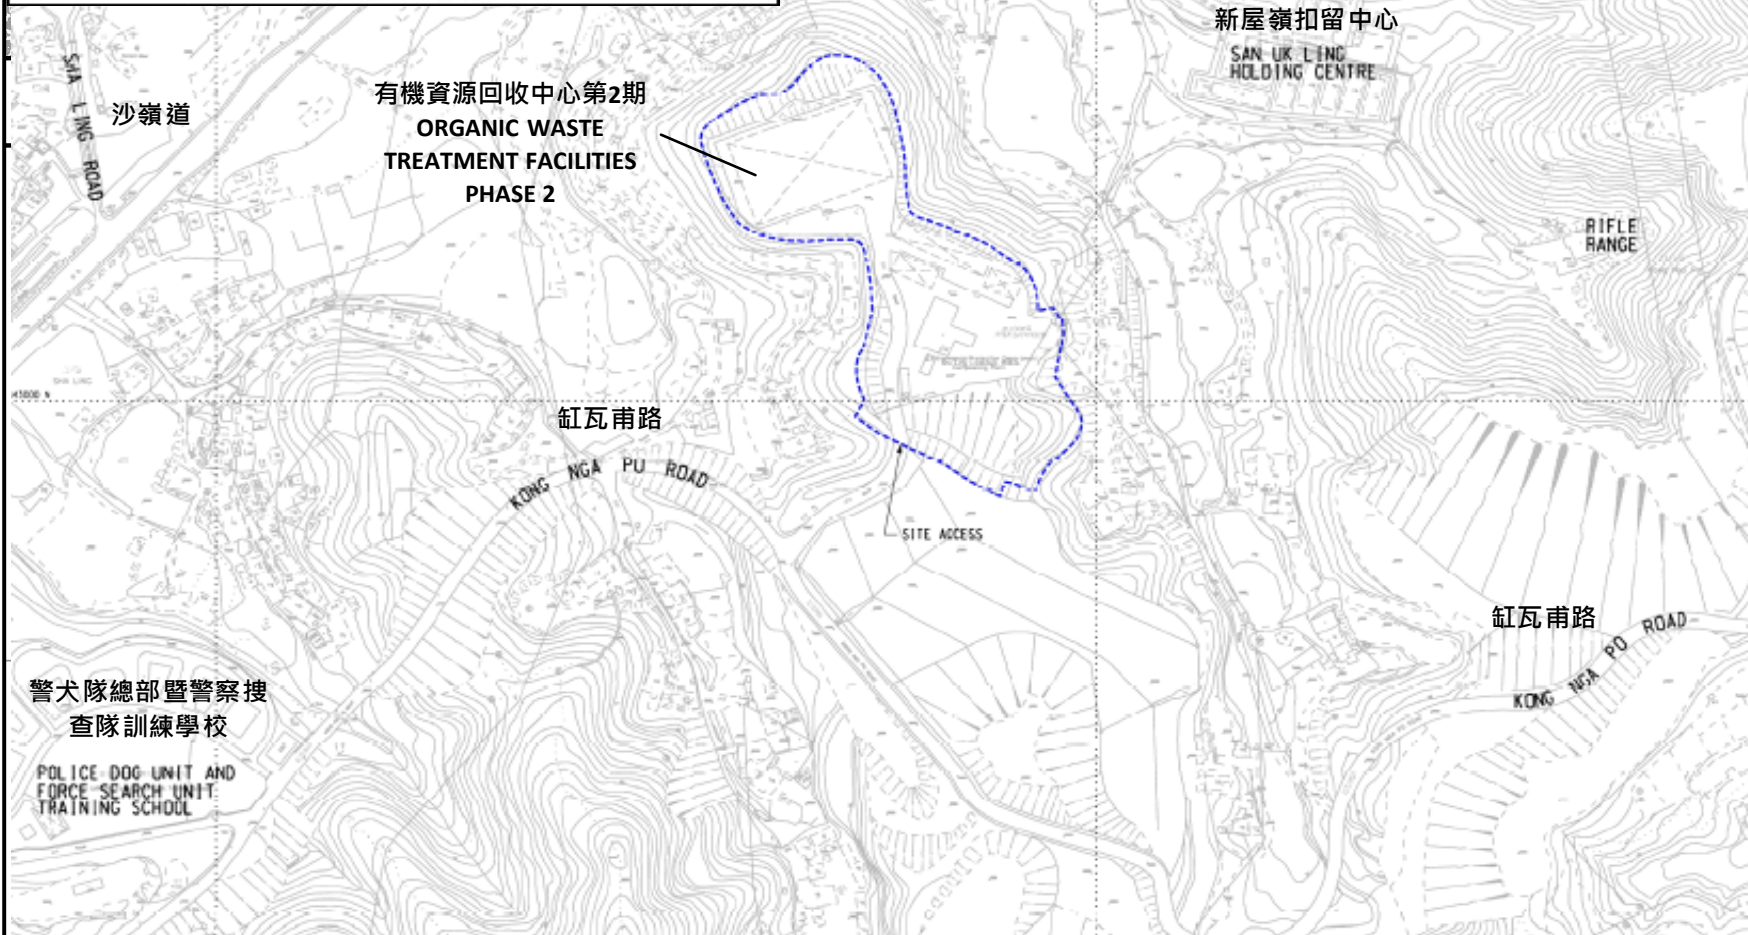 新屋嶺扣留中心
SAN UK LING
HOLDING CENTRE
SHA LING ROAD
沙嶺道
有機資源回收中心第2期
ORGANIC WASTE
TREATMENT FACILITIES
PHASE 2
RIFLE
RANGE
SHA LING
缸瓦甫路
KONG NGA PU ROAD
SITE ACCESS
缸瓦甫路
KONG NGA PO ROAD
警犬隊總部暨警察搜
查隊訓練學校
POLICE DOG UNIT AND
FORCE SEARCH UNIT
TRAINING SCHOOL